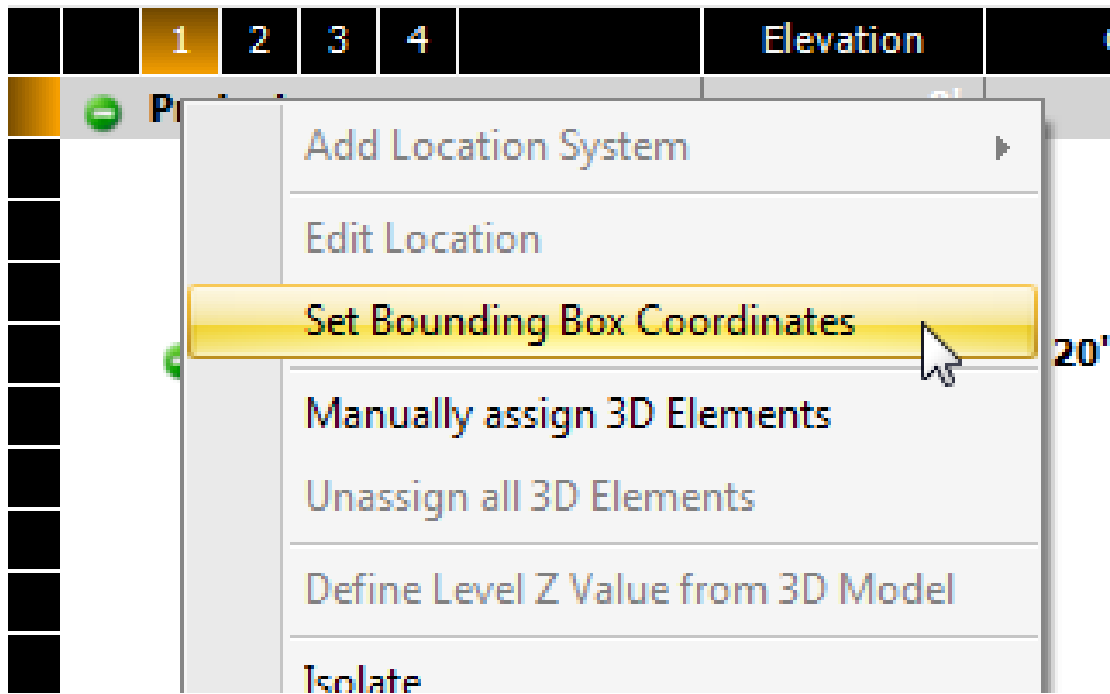 1 2 3 4 Elevation
Add Location System
Edit Location
Set Bounding Box Coordinates
20'
Manually assign 3D Elements
Unassign all 3D Elements
Define Level Z Value from 3D Model
Isolate